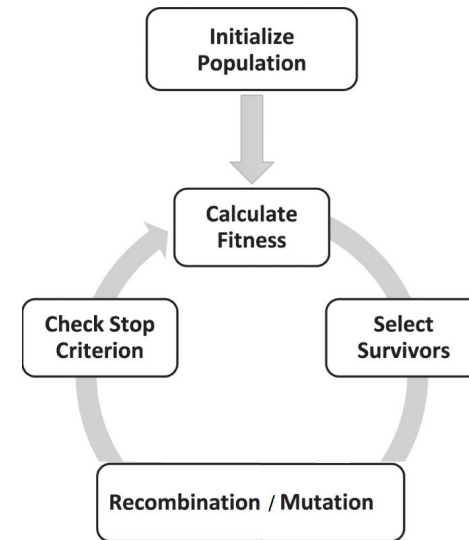 Initialize
Population
Calculate
Fitness
Check Stop
Criterion
Select
Survivors
Recombination / Mutation